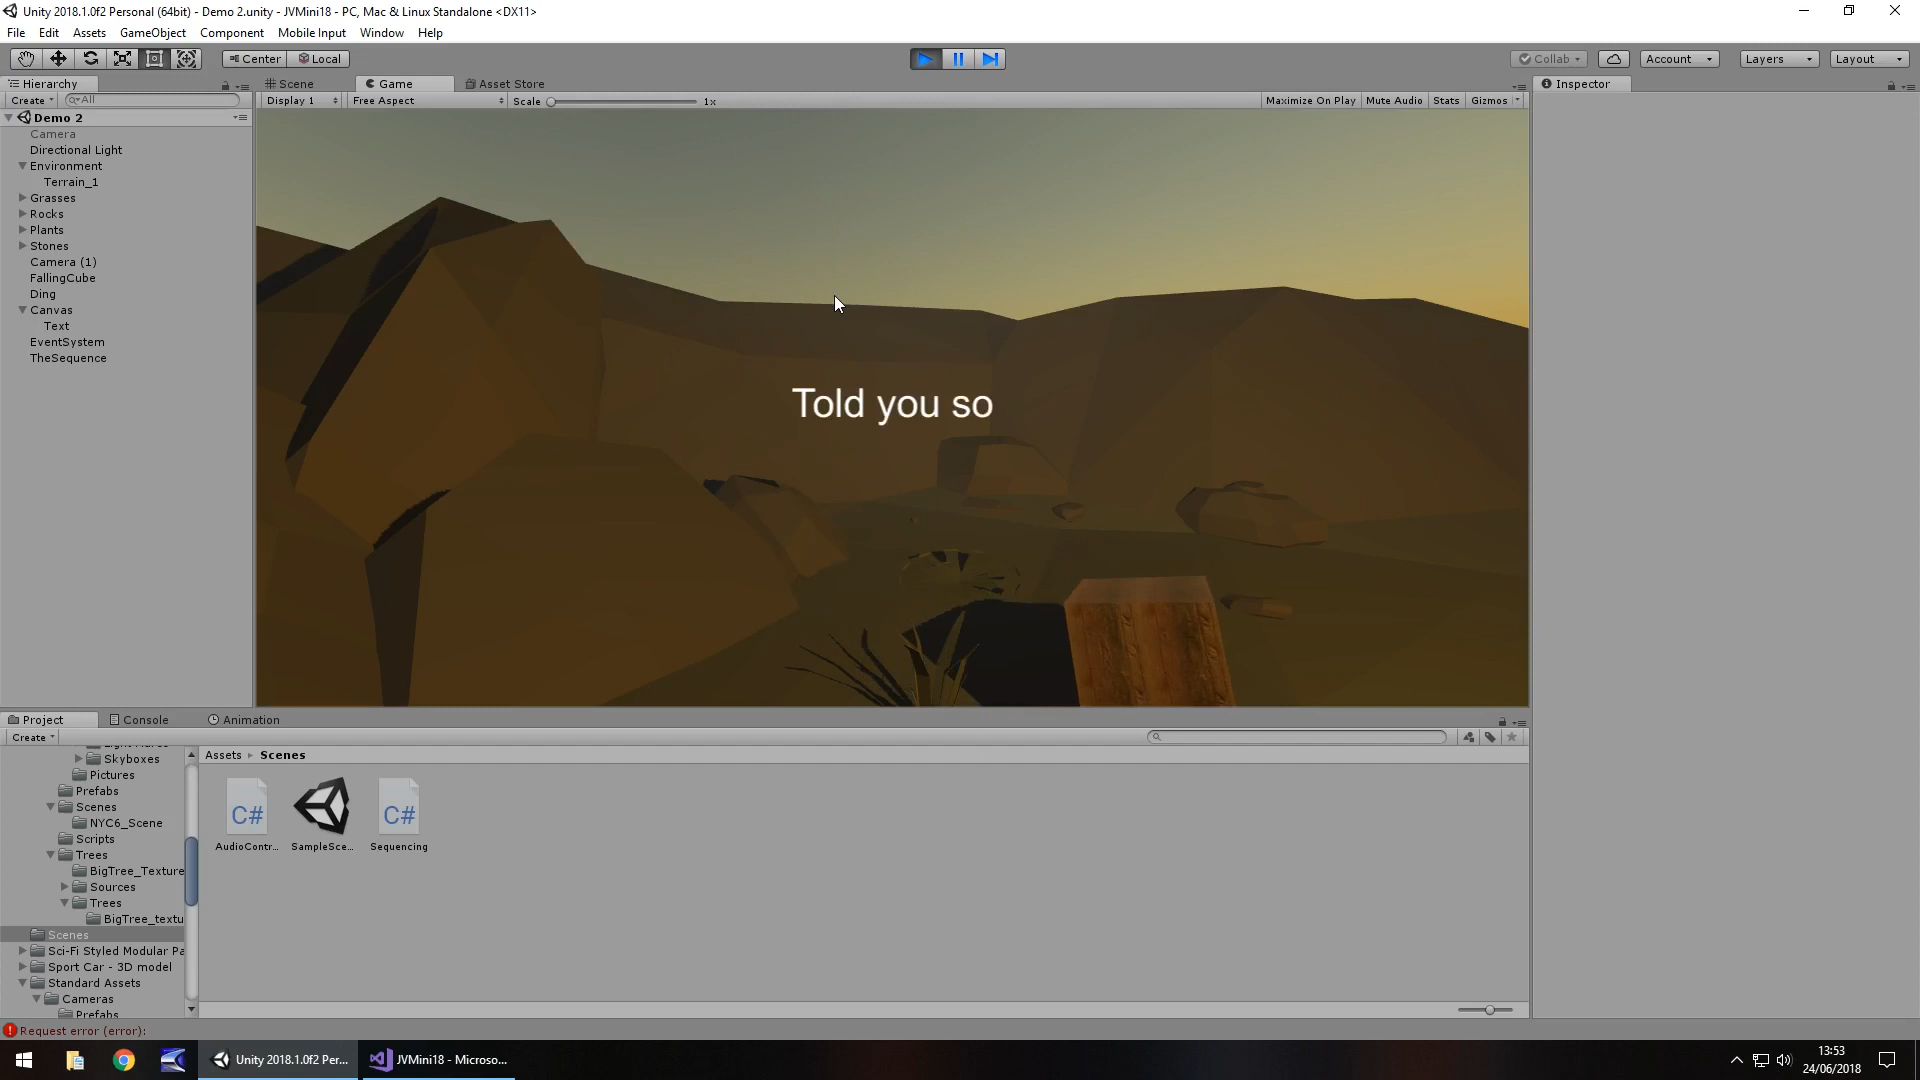 Unity 2018.1.0f2 Personal (64bit) - Demo 2.unity - JVMini18 - PC, Mac & Linux Standalone <DX11>
File Edit Assets GameObject Component Mobile Input Window Help
Center Local Collab Account Layers Layout
Hierarchy Scene Game Asset Store Inspector
Create All Display 1 Free Aspect Scale 1x Maximize On Play Mute Audio Stats Gizmos
Demo 2
Camera
Directional Light
Environment
Terrain_1
Grasses
Rocks
Plants
Stones
Camera (1)
FallingCube
Ding
Canvas
Text
EventSystem
TheSequence
Told you so
Project Console Animation
Create
Assets Scenes
Skyboxes
Pictures
Prefabs
Scenes
NYC6_Scene
Scripts
Trees
BigTree_Texture
Sources
Trees
BigTree_textu
Scenes
Sci-Fi Styled Modular Pa
Sport Car - 3D model
Standard Assets
Cameras
Prefabs
C# C#
AudioContr... SampleSce... Sequencing
Request error (error):
Unity 2018.1.0f2 Per... JVMini18 - Microso...
13:53
24/06/2018